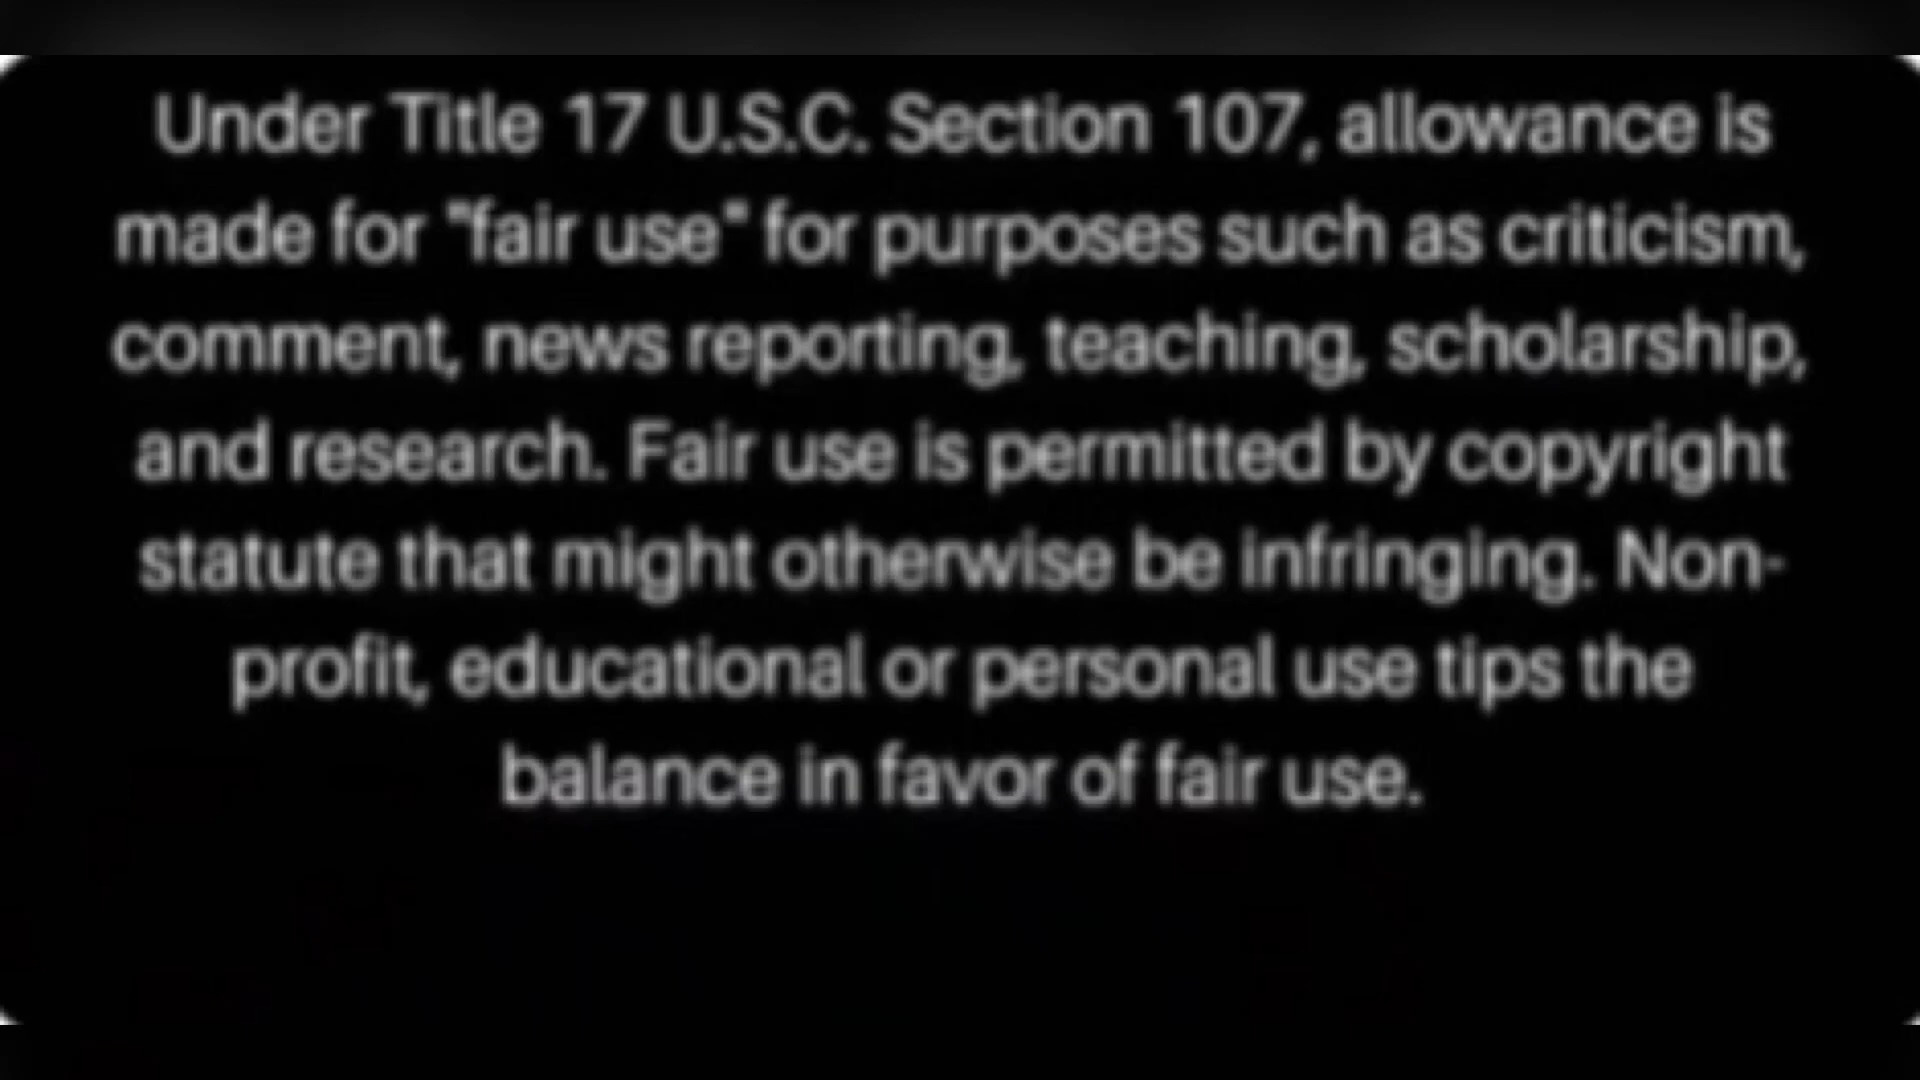 Under Title 17 U.S.C. Section 107, allowance is
made for "fair use" for purposes such as criticism,
comment, news reporting, teaching, scholarship,
and research. Fair use is permitted by copyright
statute that might otherwise be infringing. Non-
profit, educational or personal use tips the
balance in favor of fair use.